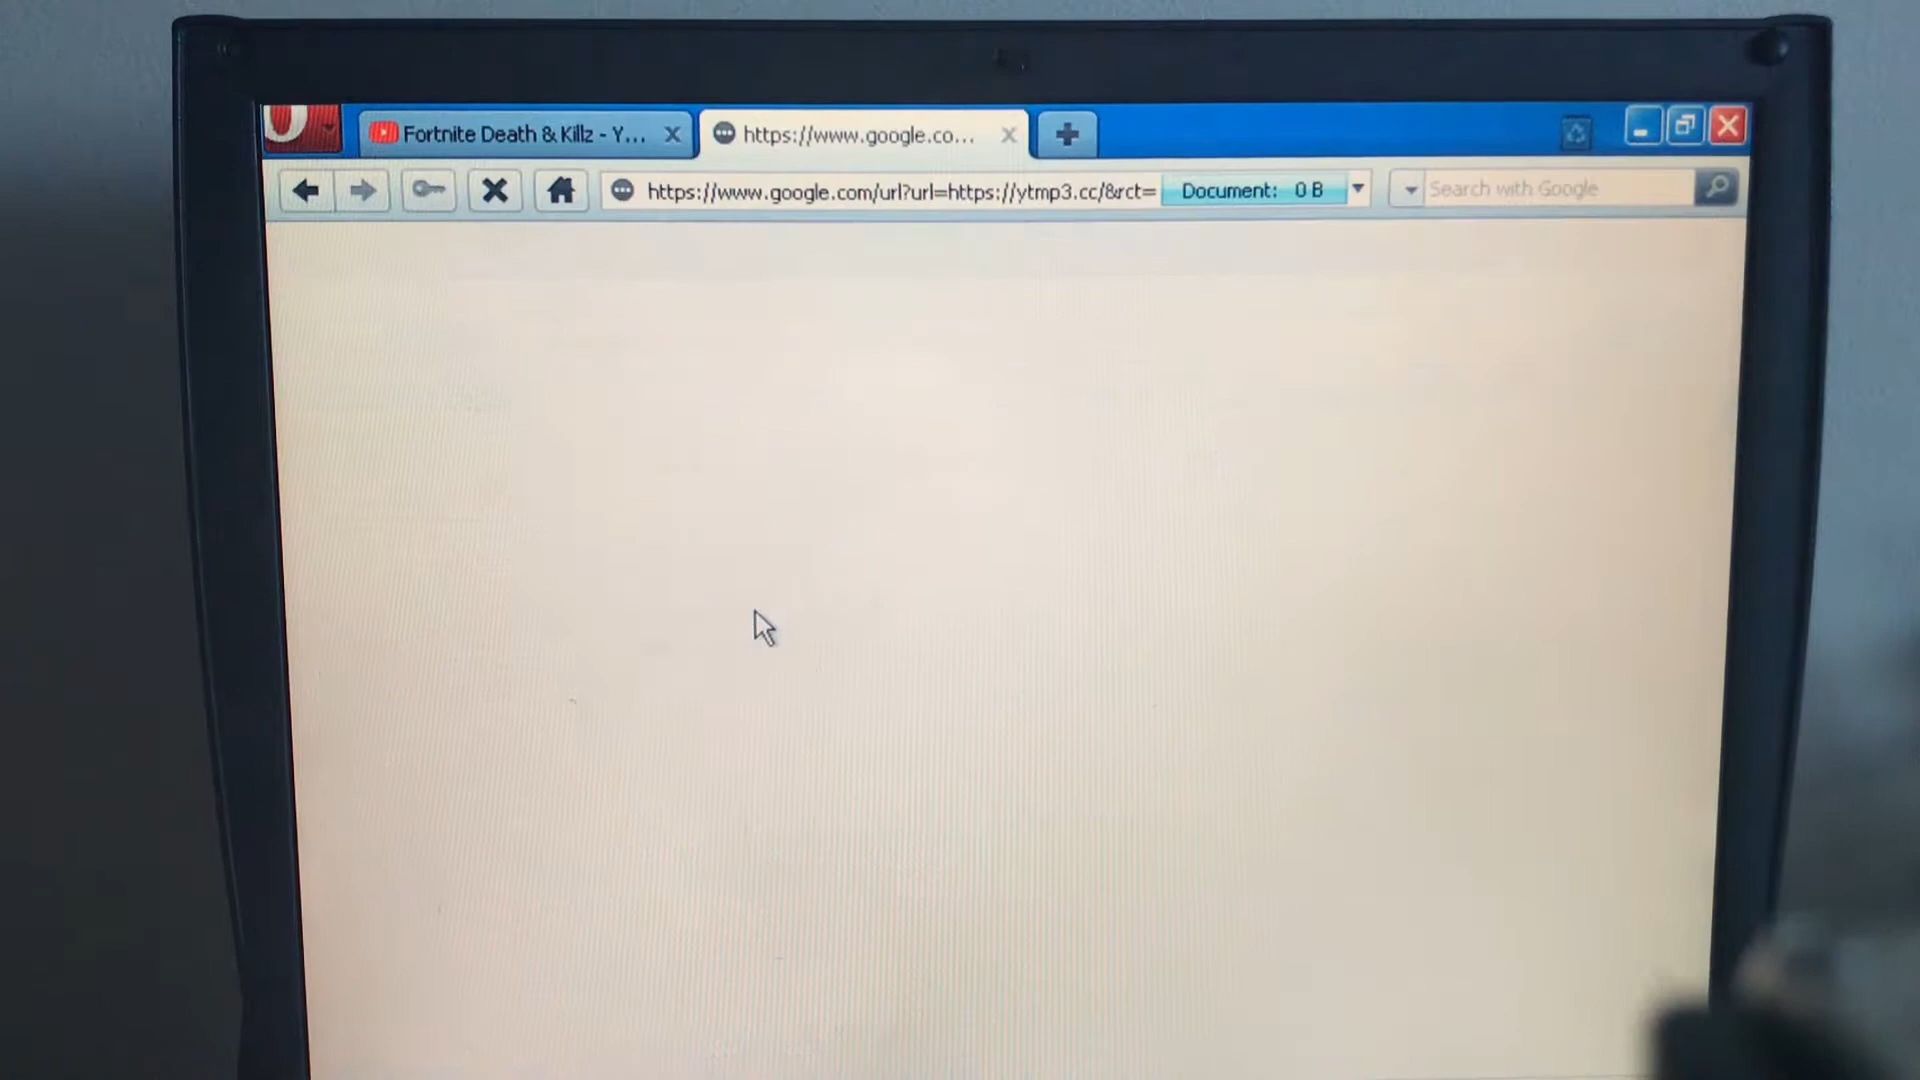 Fortnite Death & Killz - Y...
https://www.google.co...
https://www.google.com/url?url=https://ytmp3.cc/&rct=
Document: 0 B
Search with Google